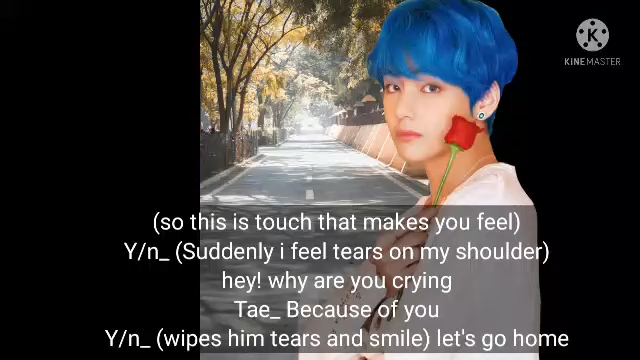 KINEMASTER
(so this is touch that makes you feel)
Y/n_ (Suddenly i feel tears on my shoulder)
hey! why are you crying
Tae_ Because of you
Y/n_ (wipes him tears and smile) let's go home